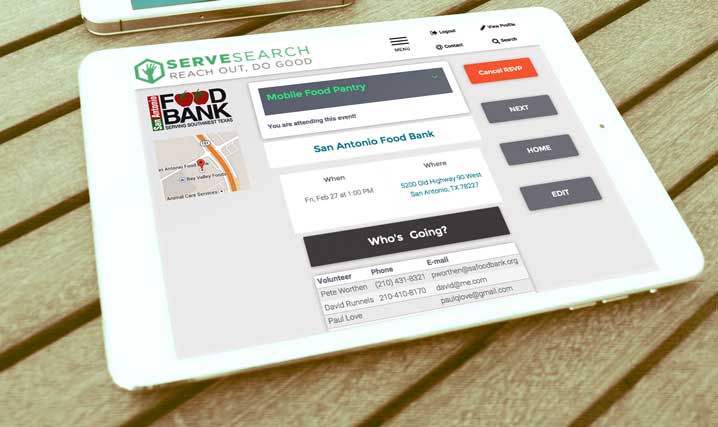 SERVESEARCH
REACH OUT, DO GOOD
MENU
Logout
View Profile
@ Contact
Search
San Antonio
FOOD
BANK
SERVING SOUTHWEST TEXAS
Mobile Food Pantry
You are attending this event!
Cancel RSVP
San Antonio Food Bank
NEXT
When
Where
Fri, Feb 27 at 1:00 PM
5200 Old Highway 90 West
San Antonio, TX 78227
HOME
EDIT
Antonio Food
Rey Valley Foods
Animal Care Services
Who's Going?
Volunteer Phone E-mail
Pete Worthen (210) 431-8321 pworthen@safoodbank.org
David Runnels 210-410-8170 david@me.com
Paul Love paulqlove@gmail.com